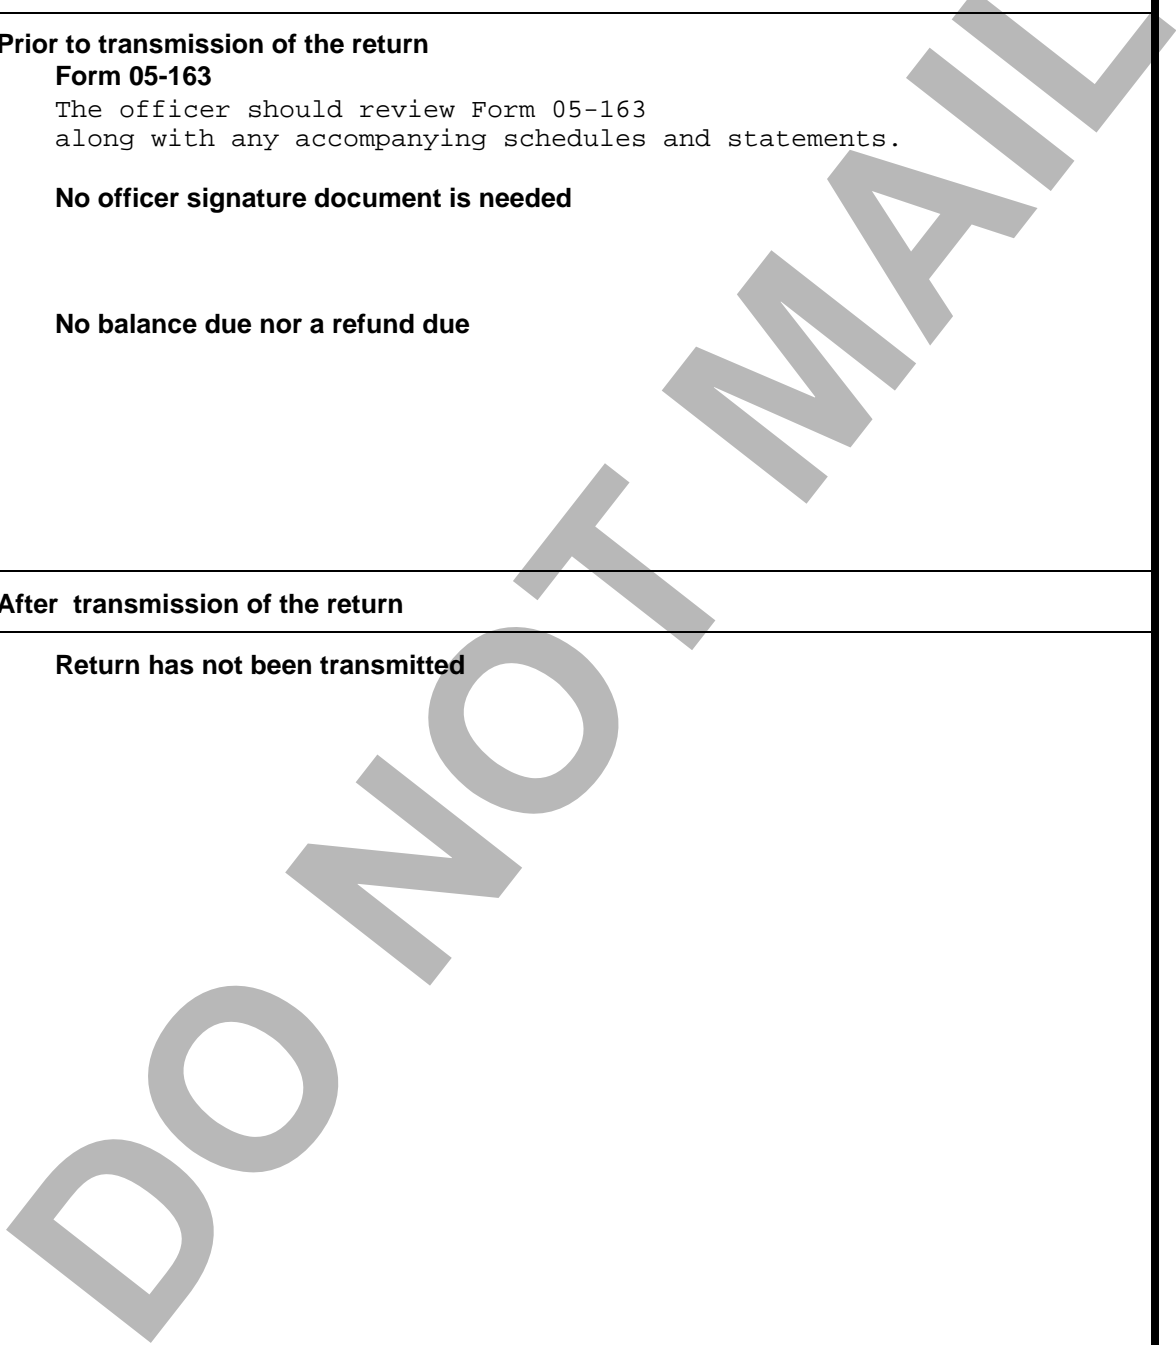 Prior to transmission of the return
Form 05-163
The officer should review Form 05-163
along with any accompanying schedules and statements.
No officer signature document is needed
No balance due nor a refund due
After  transmission of the return
Return has not been transmitted
DO NOT MAIL